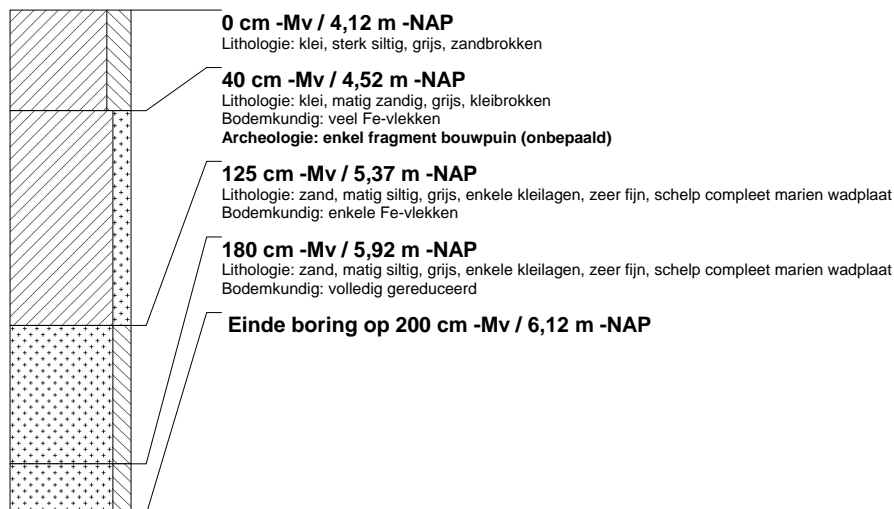 0 cm -Mv / 4,12 m -NAP
Lithologie: klei, sterk siltig, grijs, zandbrokken
40 cm -Mv / 4,52 m -NAP
Lithologie: klei, matig zandig, grijs, kleibrokken
Bodemkundig: veel Fe-vlekken
Archeologie: enkel fragment bouwpuin (onbepaald)
125 cm -Mv / 5,37 m -NAP
Lithologie: zand, matig siltig, grijs, enkele kleilagen, zeer fijn, schelp compleet marien wadplaat
Bodemkundig: enkele Fe-vlekken
180 cm -Mv / 5,92 m -NAP
Lithologie: zand, matig siltig, grijs, enkele kleilagen, zeer fijn, schelp compleet marien wadplaat
Bodemkundig: volledig gereduceerd
Einde boring op 200 cm -Mv / 6,12 m -NAP